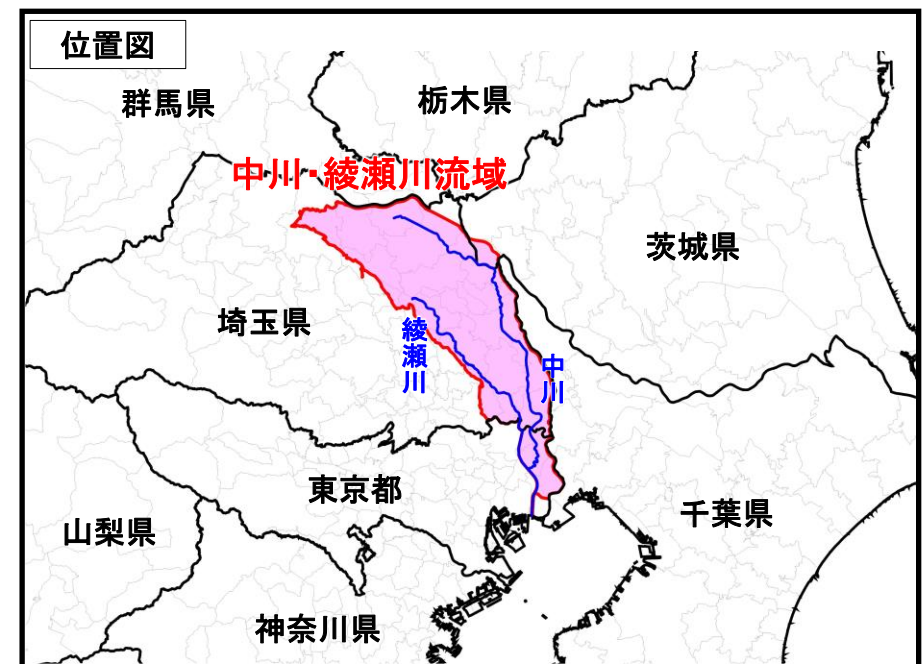 位置図
群馬県
栃木県
中川・綾瀬川流域
茨城県
埼玉県
綾瀬川
中川
東京都
千葉県
山梨県
神奈川県